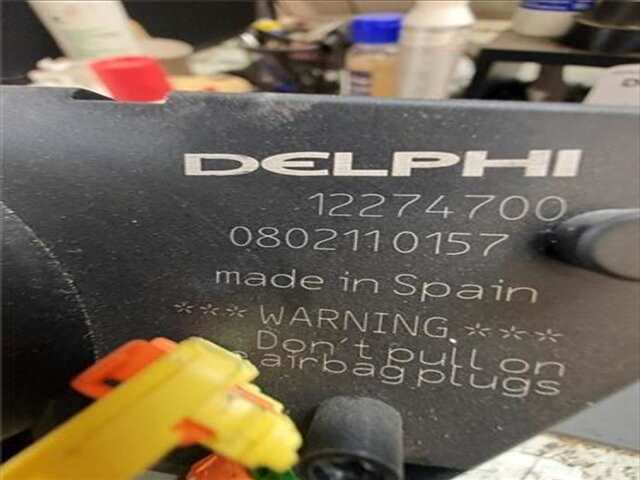 DELPHI
12274700
0802110157
made in Spain
*** WARNING ***
Don't pull on
airbag plugs